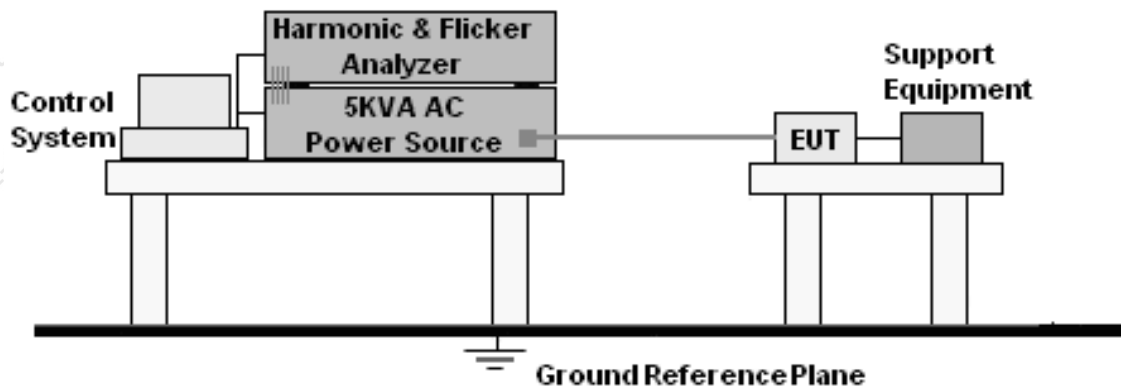 Harmonic & Flicker
Analyzer
Control
System
5KVA AC
Power Source
EUT
Support
Equipment
Ground Reference Plane